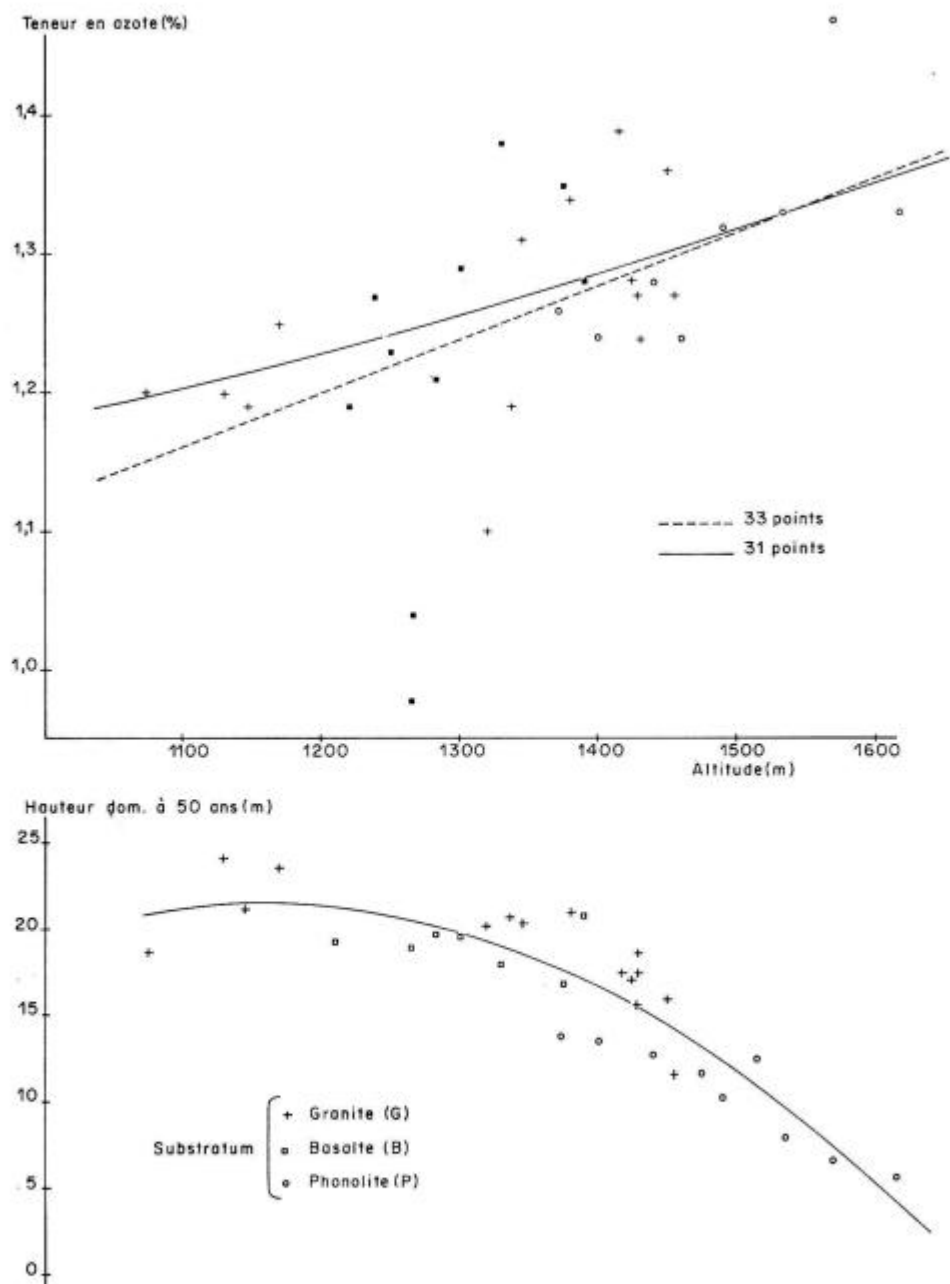 Teneur en azote (%)
1,4
1,3
1,2
1,1
1,0
33 points
31 points
1100 1200 1300 1400 1500 1600
Altitude (m)
Hauteur dom. à 50 ans (m)
25
20
15
10
5
0
Substratum
+ Granite (G)
Basalte (B)
Phonolite (P)